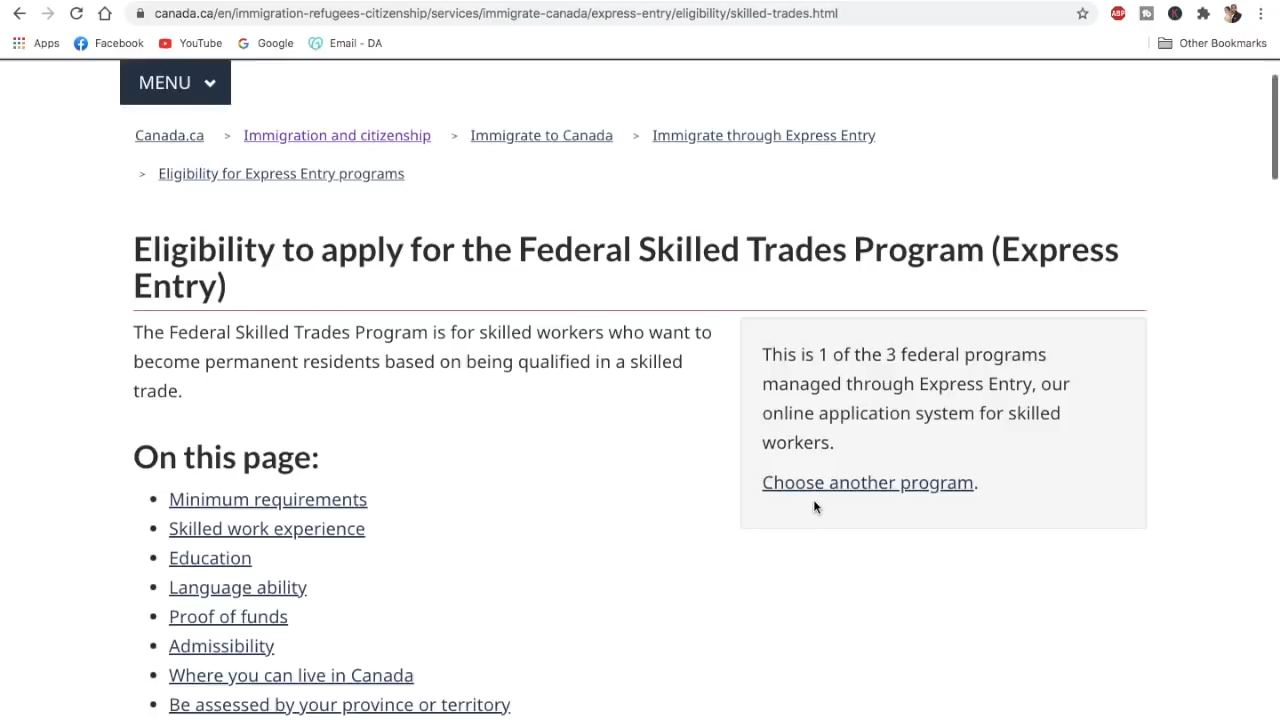 canada.ca/en/immigration-refugees-citizenship/services/immigrate-canada/express-entry/eligibility/skilled-trades.html
ABP
Apps Facebook YouTube Google Email - DA Other Bookmarks
MENU
Canada.ca > Immigration and citizenship > Immigrate to Canada > Immigrate through Express Entry
> Eligibility for Express Entry programs
Eligibility to apply for the Federal Skilled Trades Program (Express
Entry)
The Federal Skilled Trades Program is for skilled workers who want to
become permanent residents based on being qualified in a skilled
trade.
This is 1 of the 3 federal programs
managed through Express Entry, our
online application system for skilled
workers.
Choose another program.
On this page:
• Minimum requirements
• Skilled work experience
• Education
• Language ability
• Proof of funds
• Admissibility
• Where you can live in Canada
• Be assessed by your province or territory